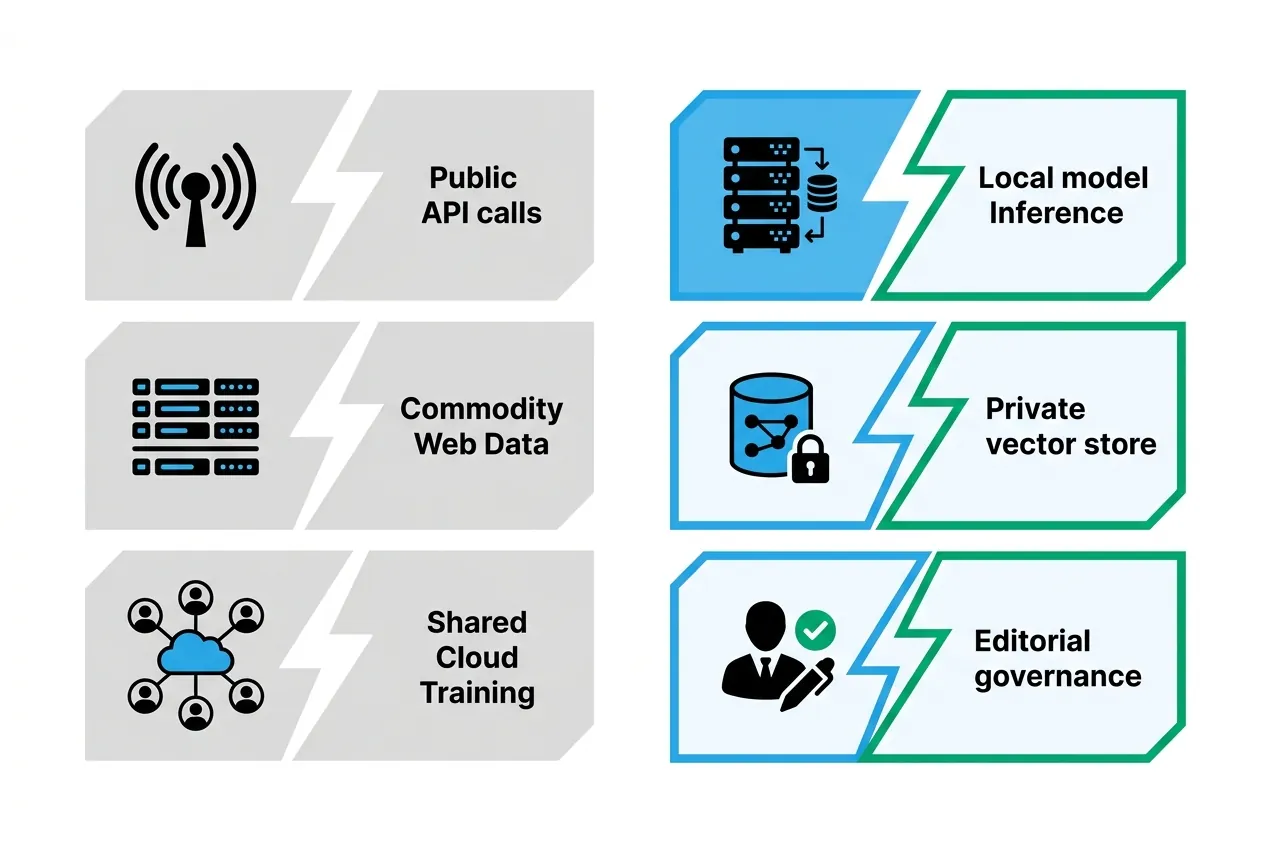 Public
API calls
Local model
Inference
Commodity
Web Data
Private
vector store
Shared
Cloud
Training
Editorial
governance